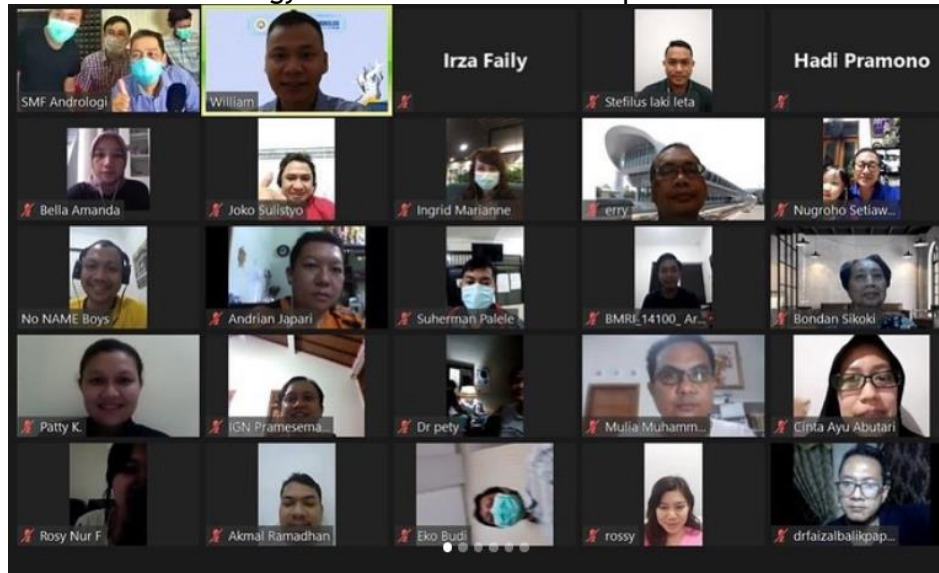 SMF Andrologi
William
Irza Faily
Stefilus laki leta
Hadi Pramono
Bella Amanda
Joko Sulistyo
Ingrid Marianne
erry
Nugroho Setiaw...
No NAME Boys
Andrian Japari
Suherman Palele
BMRI_14100_ Ar...
Bondan Sikoki
Patty K.
IGN Pramesema...
Dr pety
Mulia Muhamm...
Cinta Ayu Abutari
Rosy Nur F
Akmal Ramadhan
Eko Budi
rossy
drfaizalbalikpap...